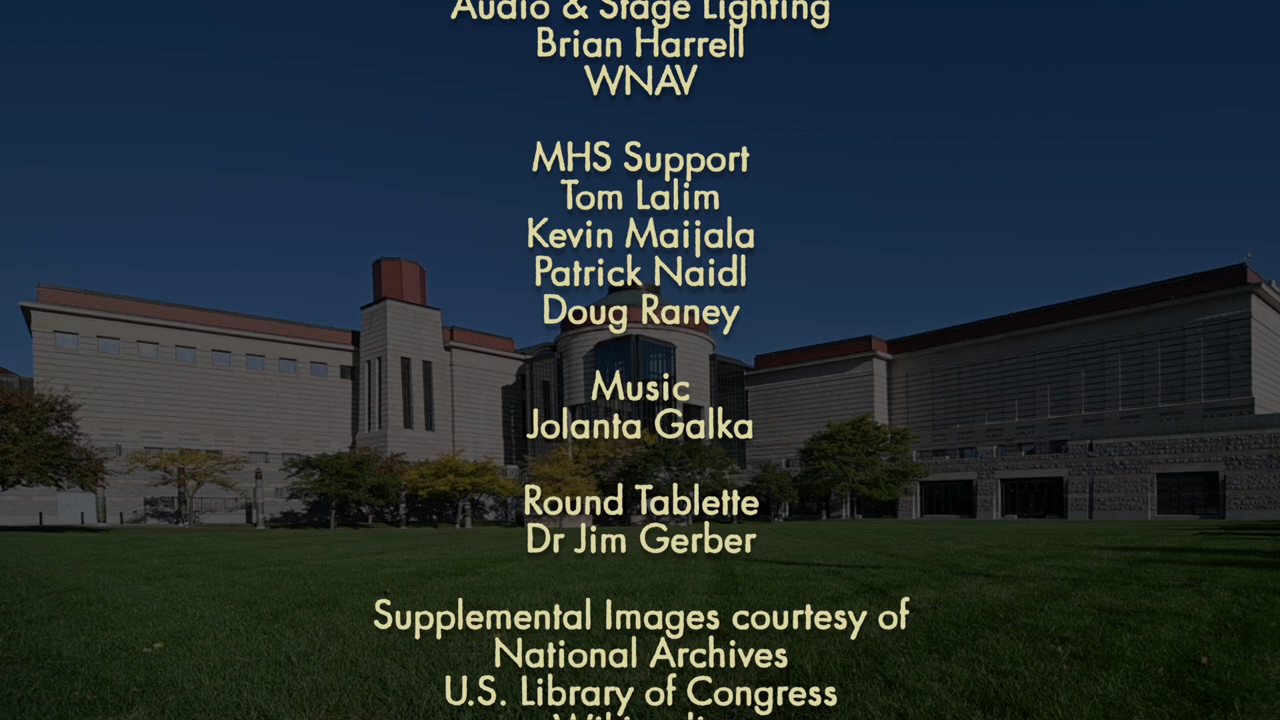 Audio & Stage Lighting
Brian Harrell
WNAV
MHS Support
Tom Lalim
Kevin Maijala
Patrick Naidl
Doug Raney
Music
Jolanta Galka
Round Tablette
Dr Jim Gerber
Supplemental Images courtesy of
National Archives
U.S. Library of Congress